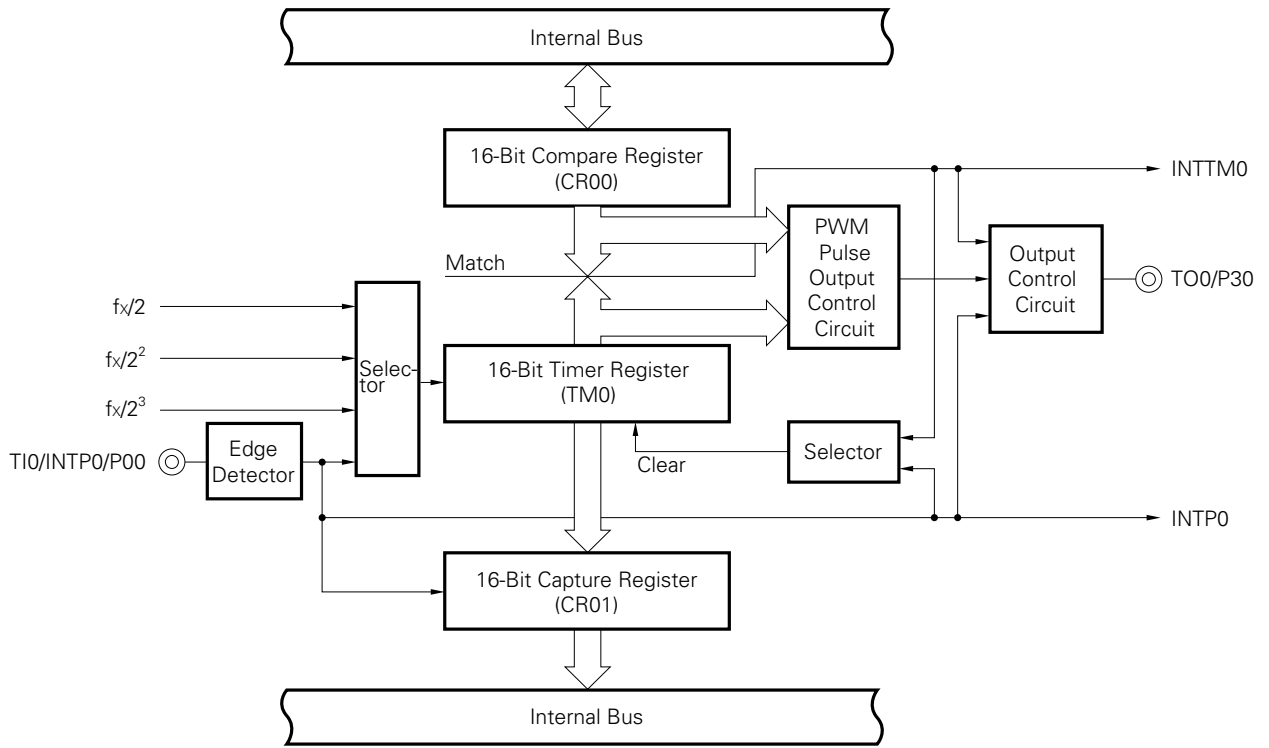 Internal Bus
16-Bit Compare Register
(CR00)
INTTM0
PWM
Pulse
Output
Control
Circuit
Output
Control
Circuit
TO0/P30
Match
fx/2
fx/2²
fx/2³
Selec-
tor
16-Bit Timer Register
(TM0)
TI0/INTP0/P00
Edge
Detector
Clear
Selector
INTP0
16-Bit Capture Register
(CR01)
Internal Bus